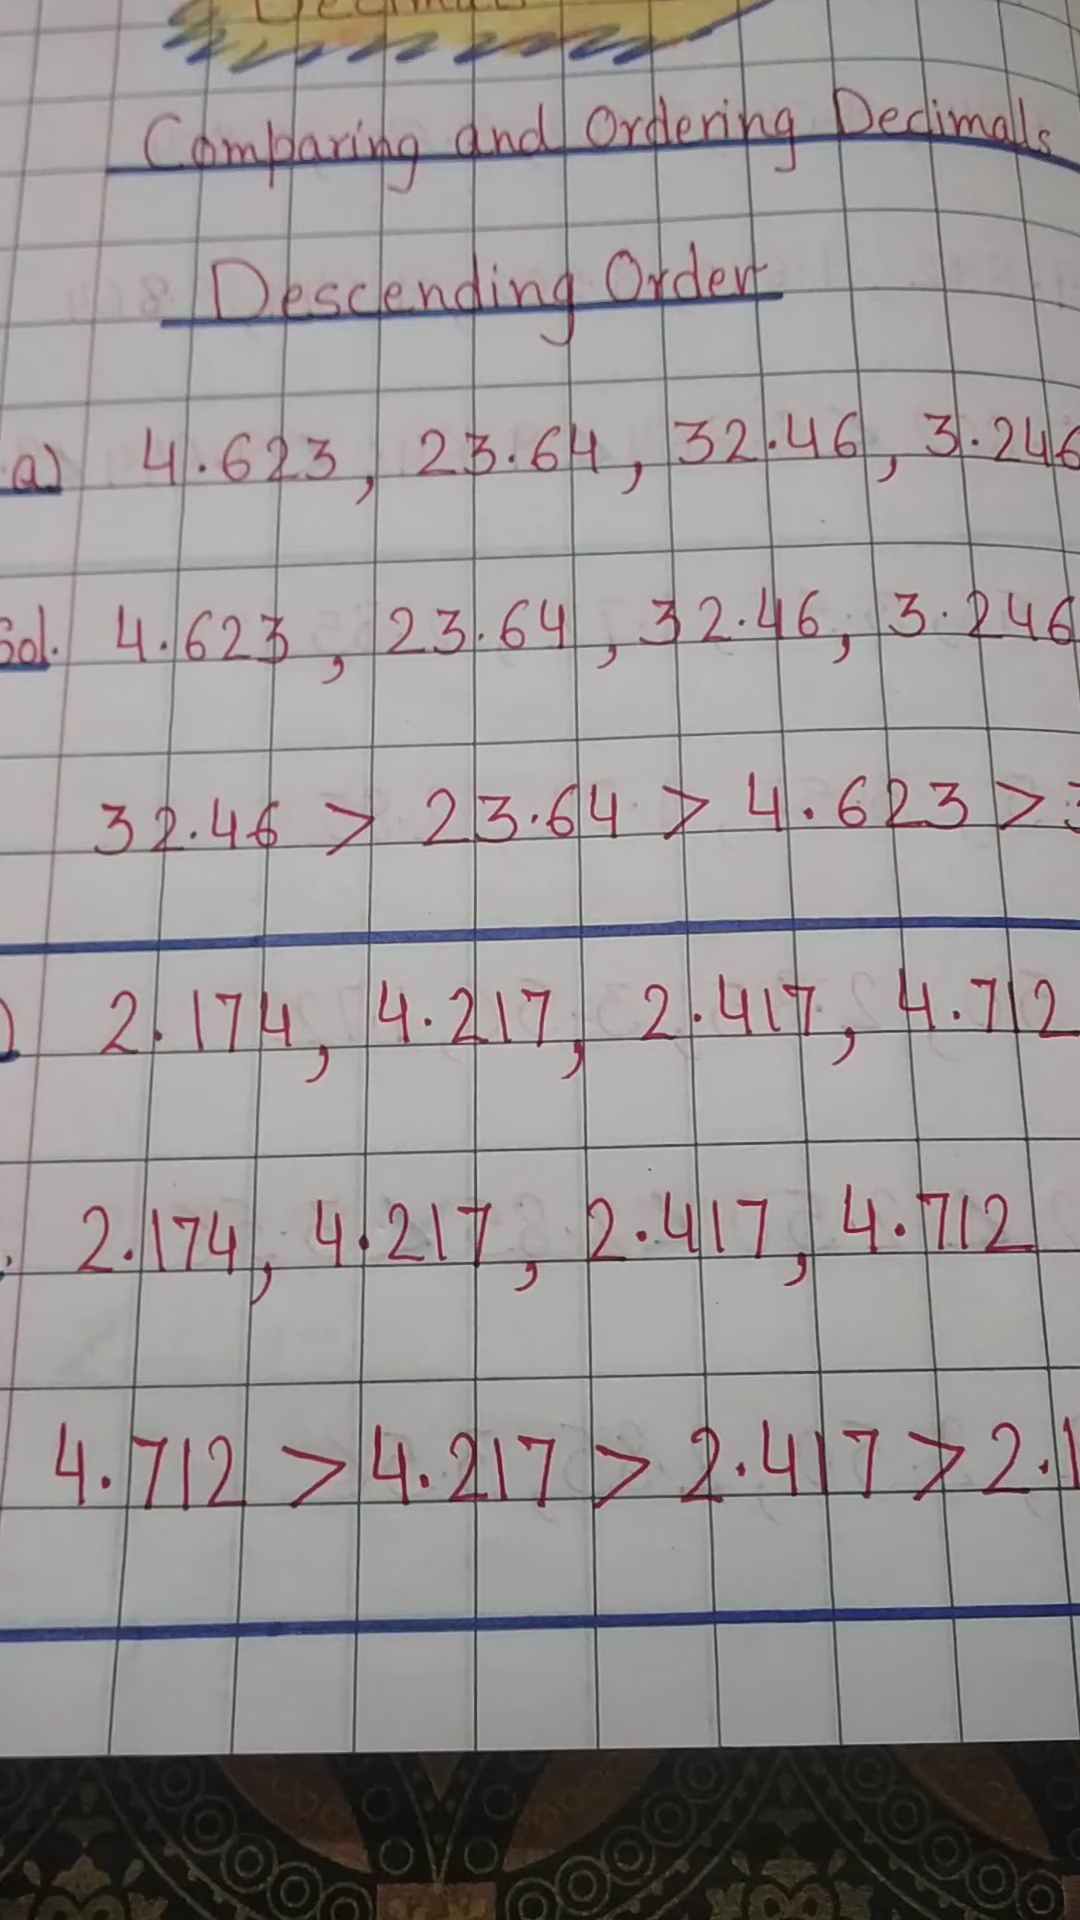 Comparing and Ordering Decimals
Descending Order
a) 4.623, 23.64, 32.46, 3.246
Sol. 4.623, 23.64, 32.46, 3.246
32.46 > 23.64 > 4.623 >
2.174, 4.217, 2.417, 4.712
2.174, 4.217, 2.417, 4.712
4.712 > 4.217 > 2.417 > 2.1